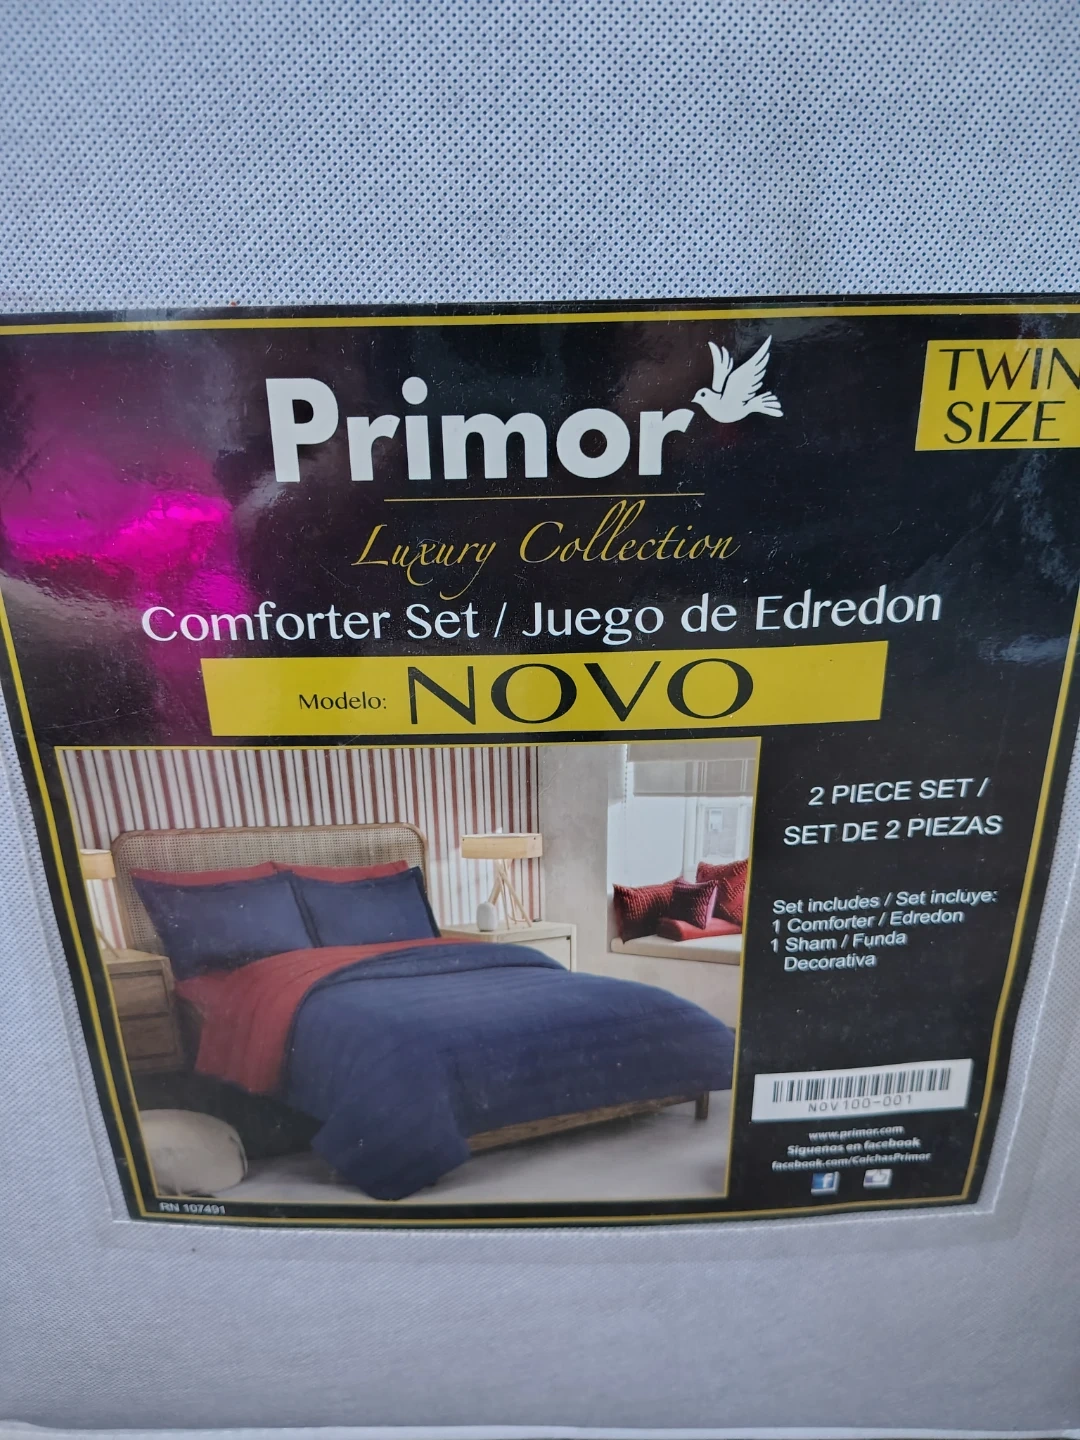 Primor
TWIN
SIZE
Luxury Collection
Comforter Set / Juego de Edredon
Modelo: NOVO
2 PIECE SET /
SET DE 2 PIEZAS
Set includes / Set incluye:
1 Comforter / Edredon
1 Sham / Funda
Decorativa
NOV100-001
www.primor.com
Siguenos en facebook
facebook.com/ColchasPrimor
f
RN 107491